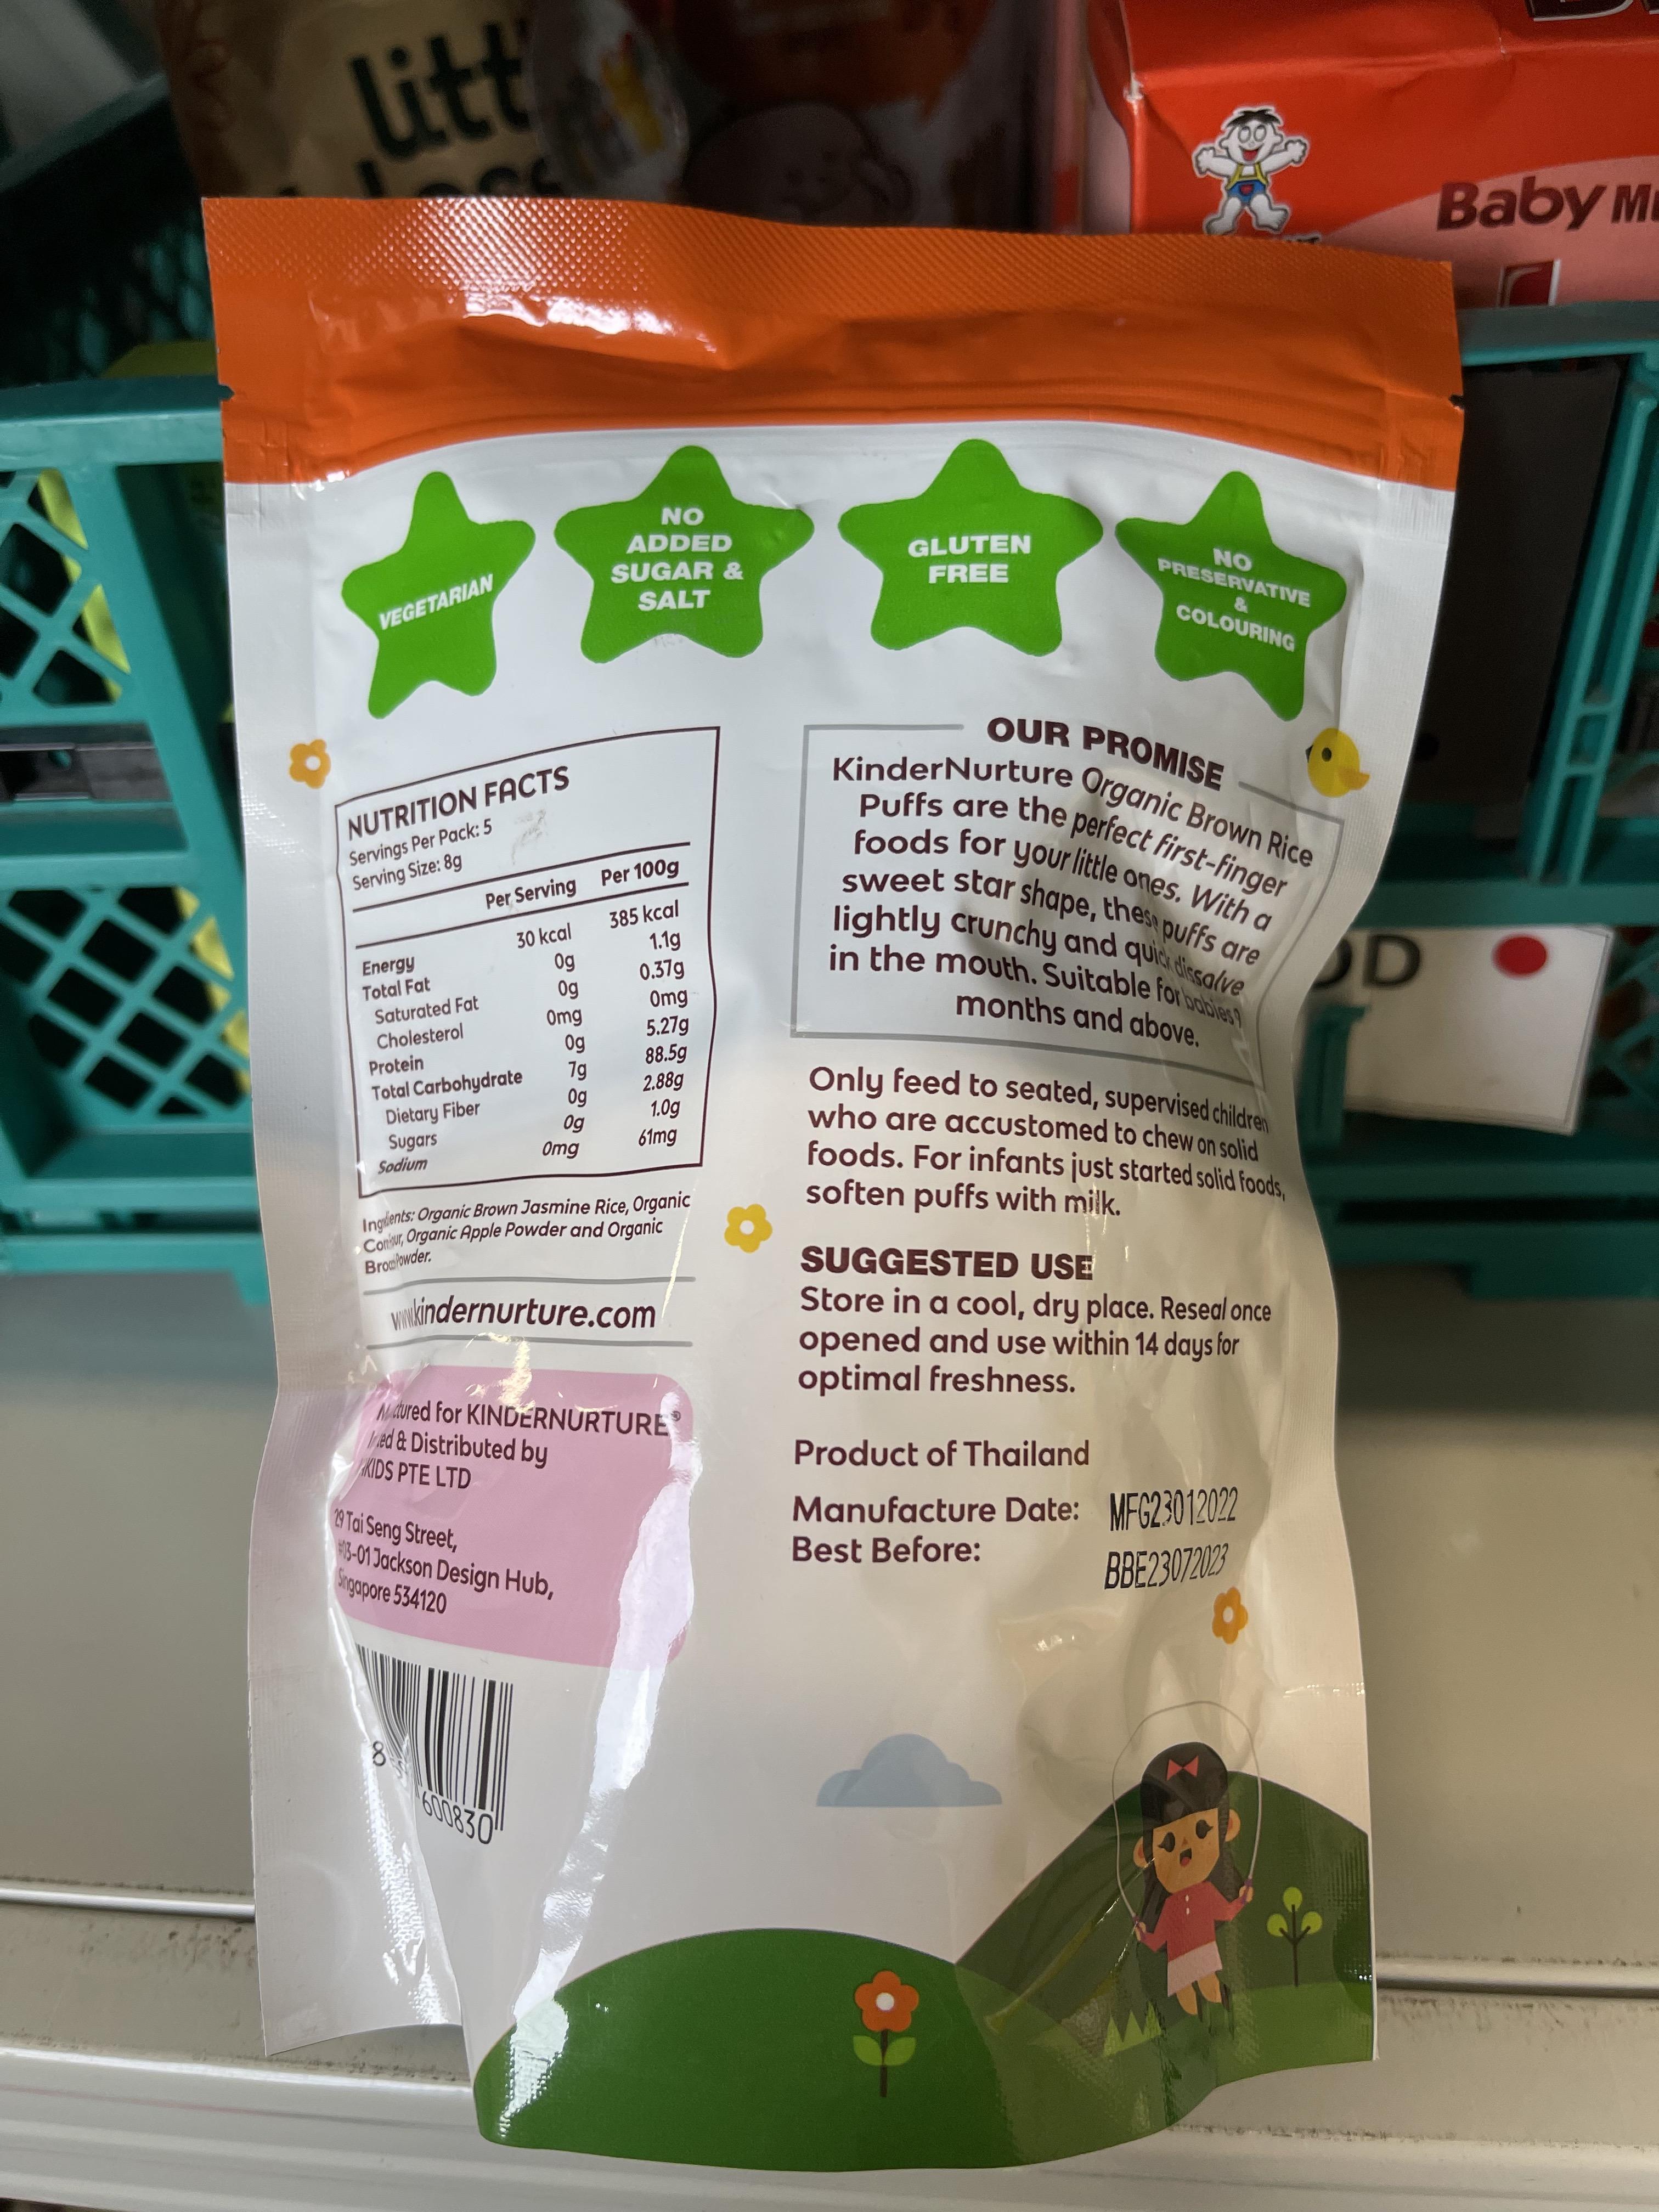 litt
Baby
VEGETARIAN
NO
ADDED
SUGAR &
SALT
GLUTEN
FREE
NO
PRESERVATIVE
&
COLOURING
NUTRITION FACTS
Servings Per Pack: 5
Serving Size: 8g
Per Serving Per 100g
Energy 30 kcal 385 kcal
Total Fat 0g 1.1g
Saturated Fat 0g 0.37g
Cholesterol 0mg 0mg
Protein 0g 5.27g
Total Carbohydrate 7g 88.5g
Dietary Fiber 0g 2.88g
Sugars 0g 1.0g
Sodium 0mg 61mg
Organic Brown Jasmine Rice, Organic
Organic Apple Powder and Organic
Powder.
kindernurture.com
for KINDERNURTURE®
& Distributed by
KIDS PTE LTD
29 Tai Seng Street,
#03-01 Jackson Design Hub,
Singapore 534120
8
600830
OUR PROMISE
KinderNurture Organic Brown Rice
Puffs are the perfect first-finger
foods for your little ones. With a
sweet star shape, these puffs are
lightly crunchy and quick dissolve
in the mouth. Suitable for babies 9
months and above.
Only feed to seated, supervised children
who are accustomed to chew on solid
foods. For infants just started solid foods,
soften puffs with milk.
SUGGESTED USE
Store in a cool, dry place. Reseal once
opened and use within 14 days for
optimal freshness.
Product of Thailand
Manufacture Date: MFG23012022
Best Before: BBE23072023